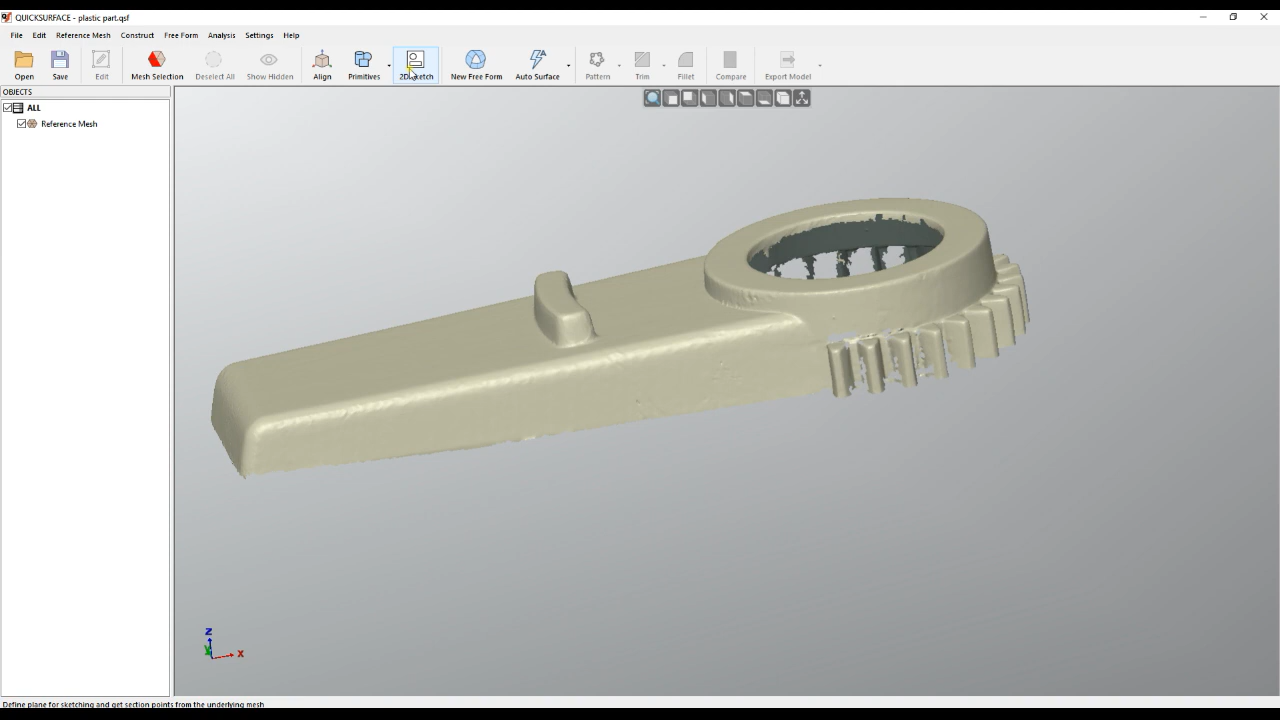 QUICKSURFACE - plastic part.qsf
File Edit Reference Mesh Construct Free Form Analysis Settings Help
Open Save Edit Mesh Selection Deselect All Show Hidden Align Primitives 2D Sketch New Free Form Auto Surface Pattern Trim Fillet Compare Export Model
OBJECTS
ALL
Reference Mesh
Z
Y
X
Define plane for sketching and get section points from the underlying mesh